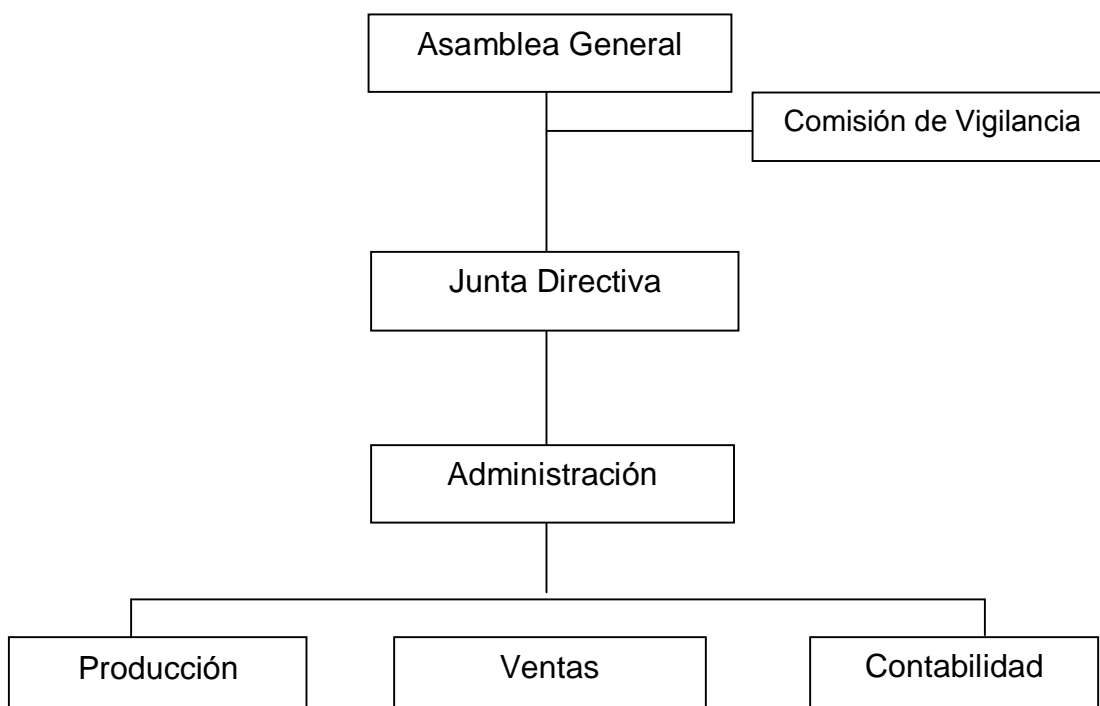 Asamblea General
Comisión de Vigilancia
Junta Directiva
Administración
Producción
Ventas
Contabilidad